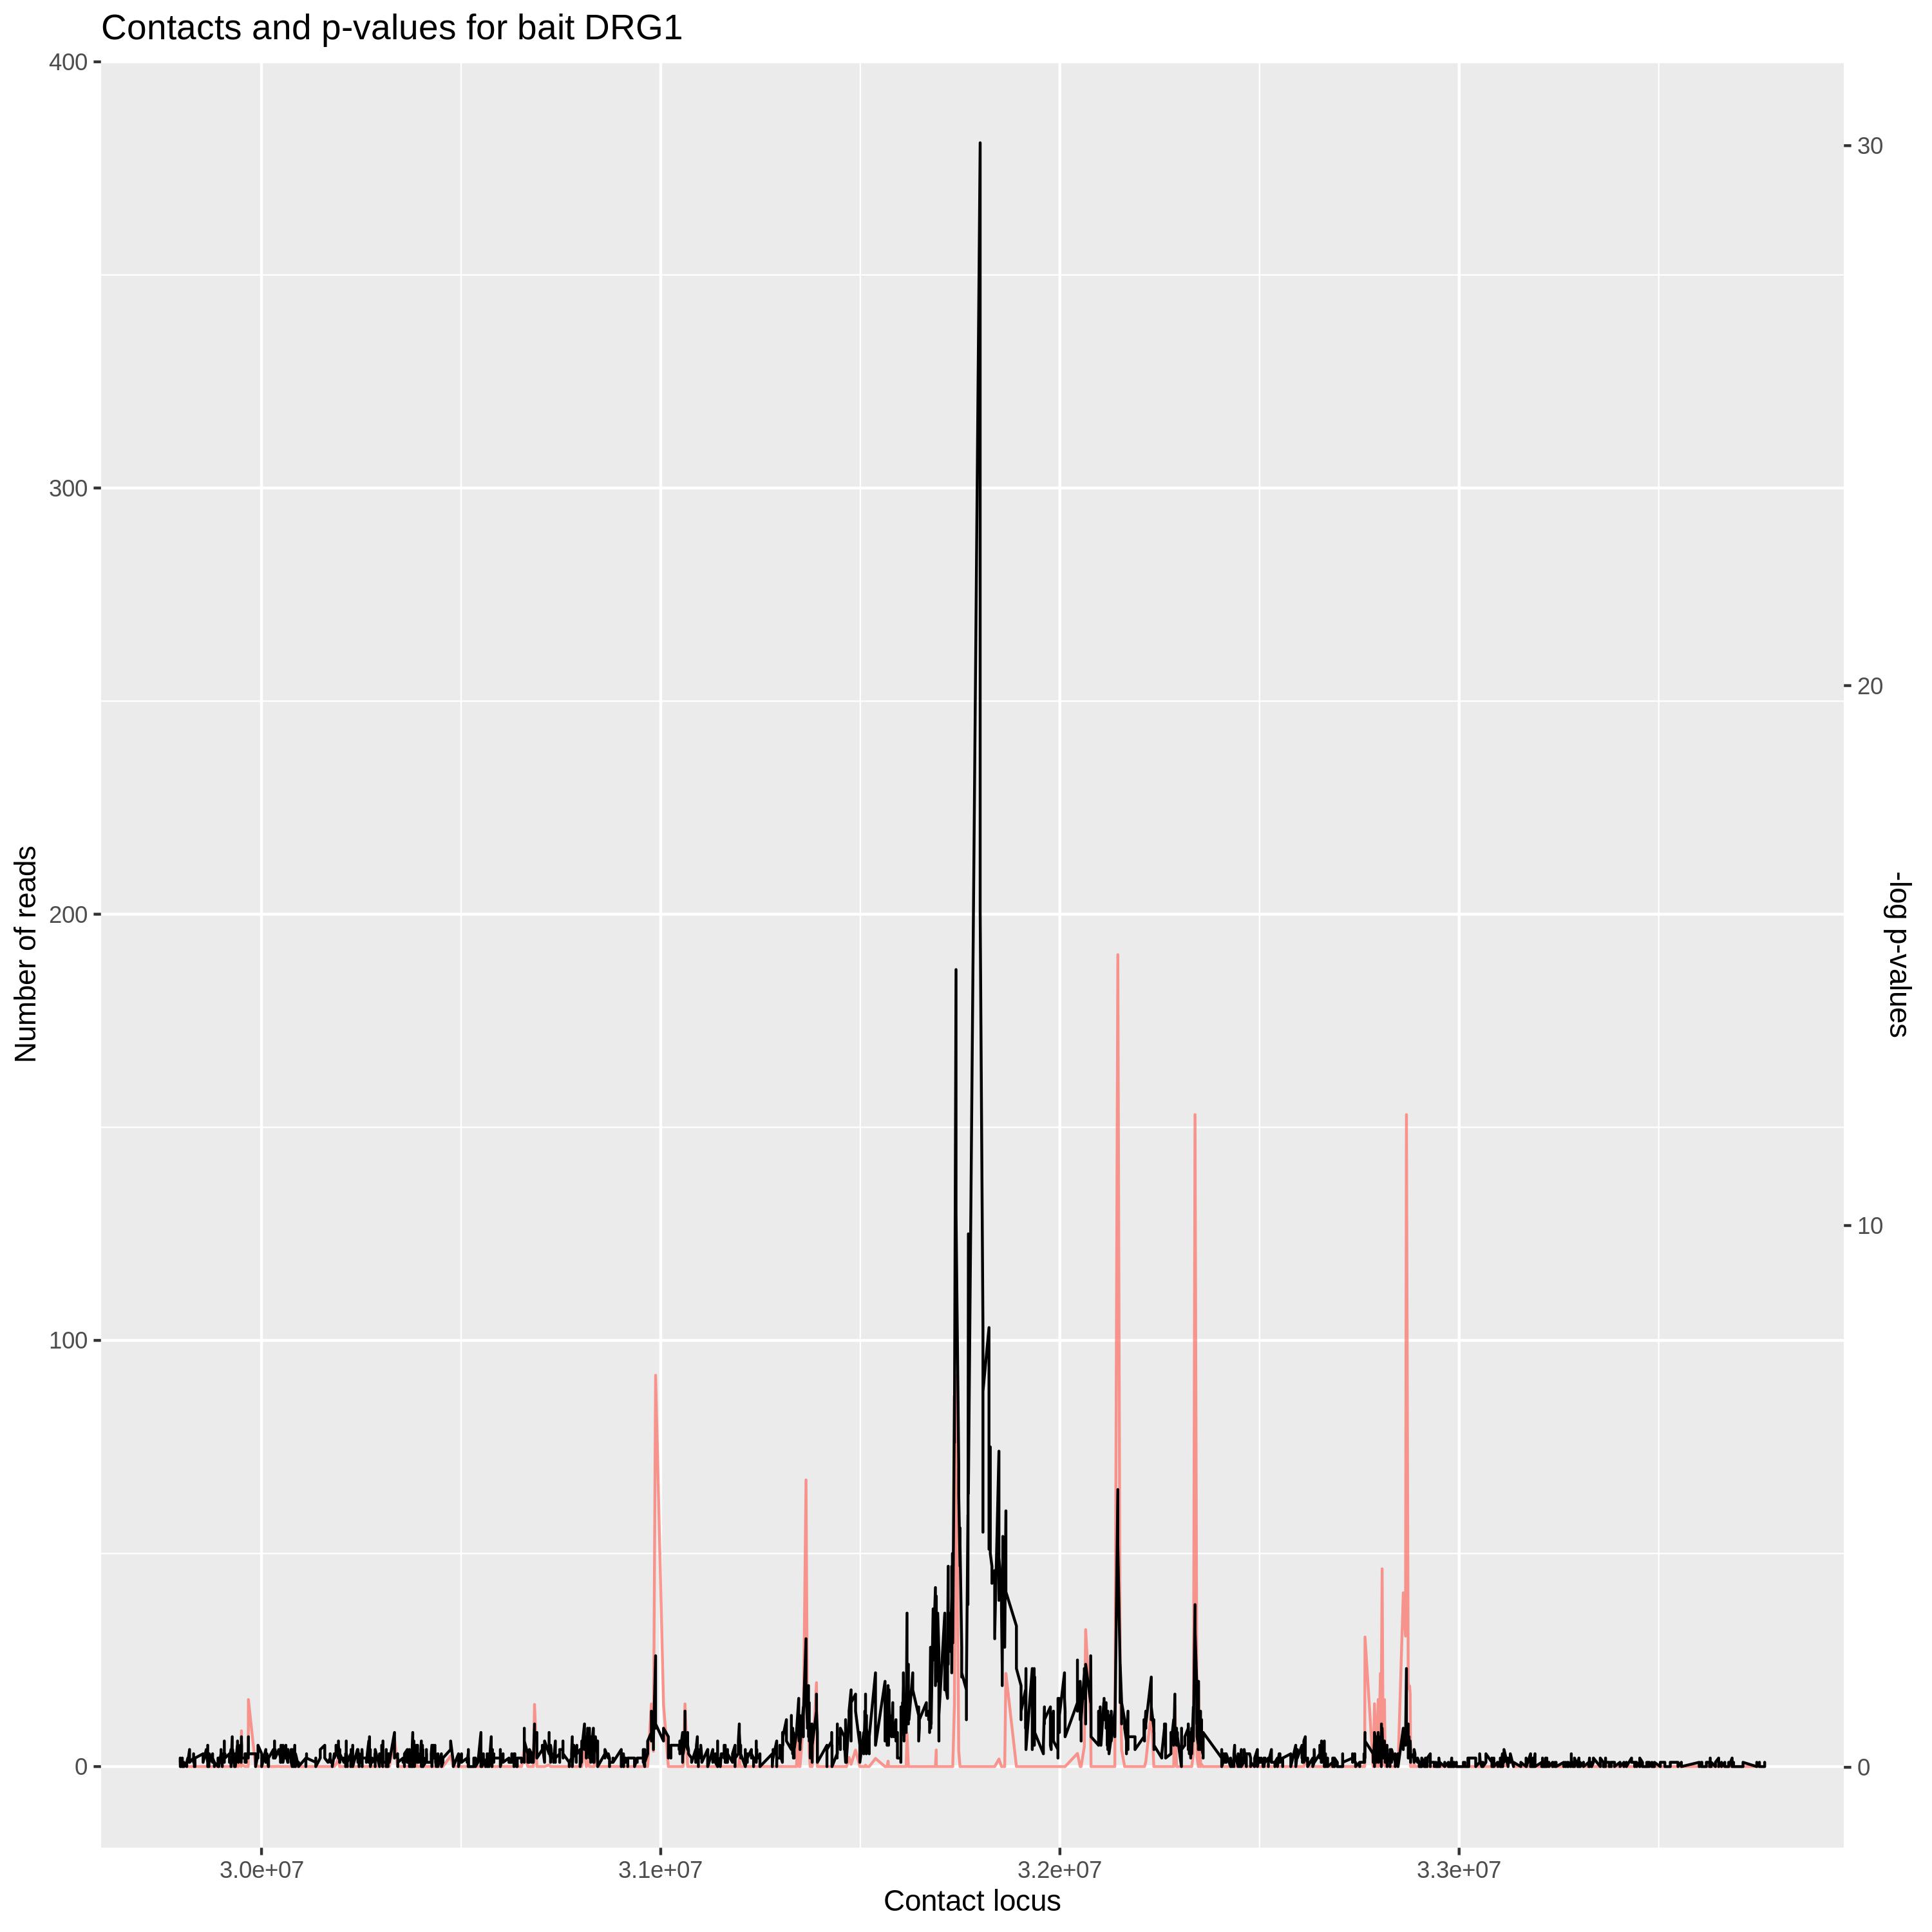 Contacts and p-values for bait DRG1
400
300
200
100
0
Number of reads
30
20
10
0
-log p-values
3.0e+07
3.1e+07
3.2e+07
3.3e+07
Contact locus